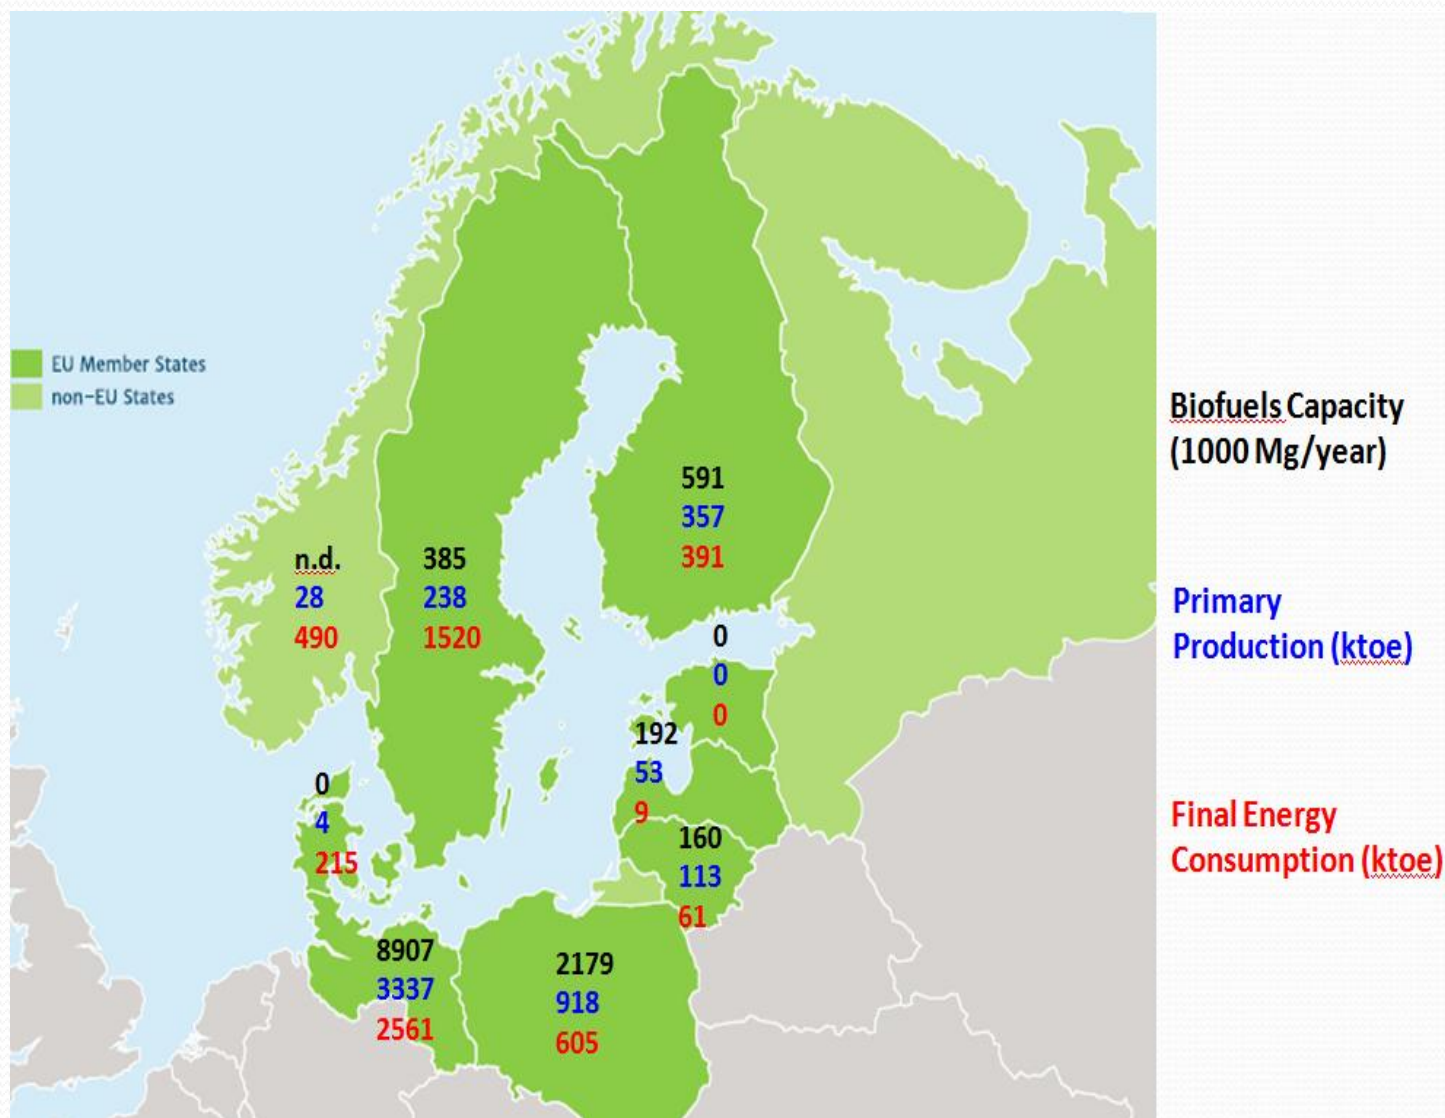 EU Member States
non-EU States
591
357
391
n.d.
28
490
385
238
1520
0
0
0
192
53
9
0
4
215
160
113
61
8907
3337
2561
2179
918
605
Biofuels Capacity
(1000 Mg/year)
Primary
Production (ktoe)
Final Energy
Consumption (ktoe)